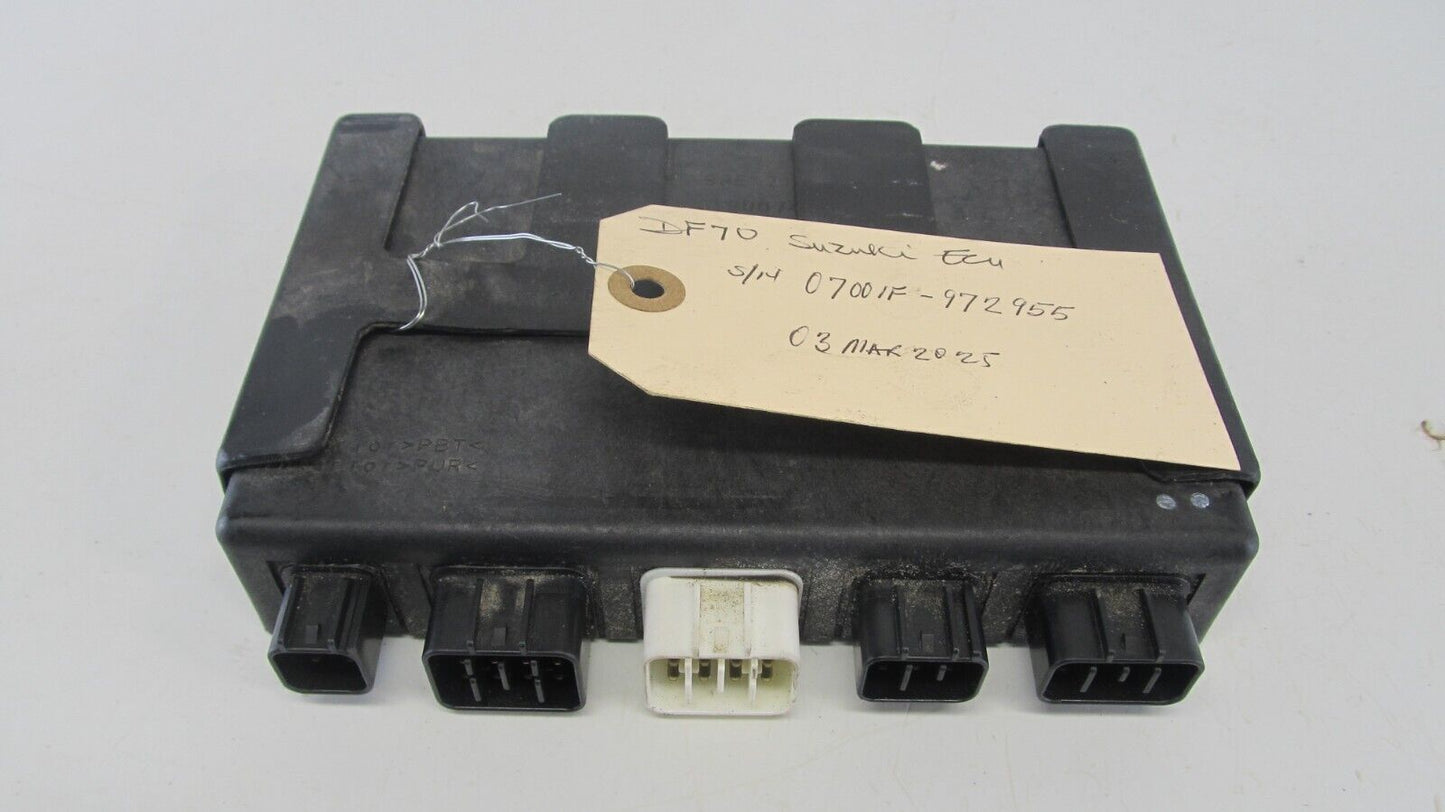 DF70 Suzuki Ecu
S/N 07001F-972955
03 MAR 2025
>PBT<
>PUR<